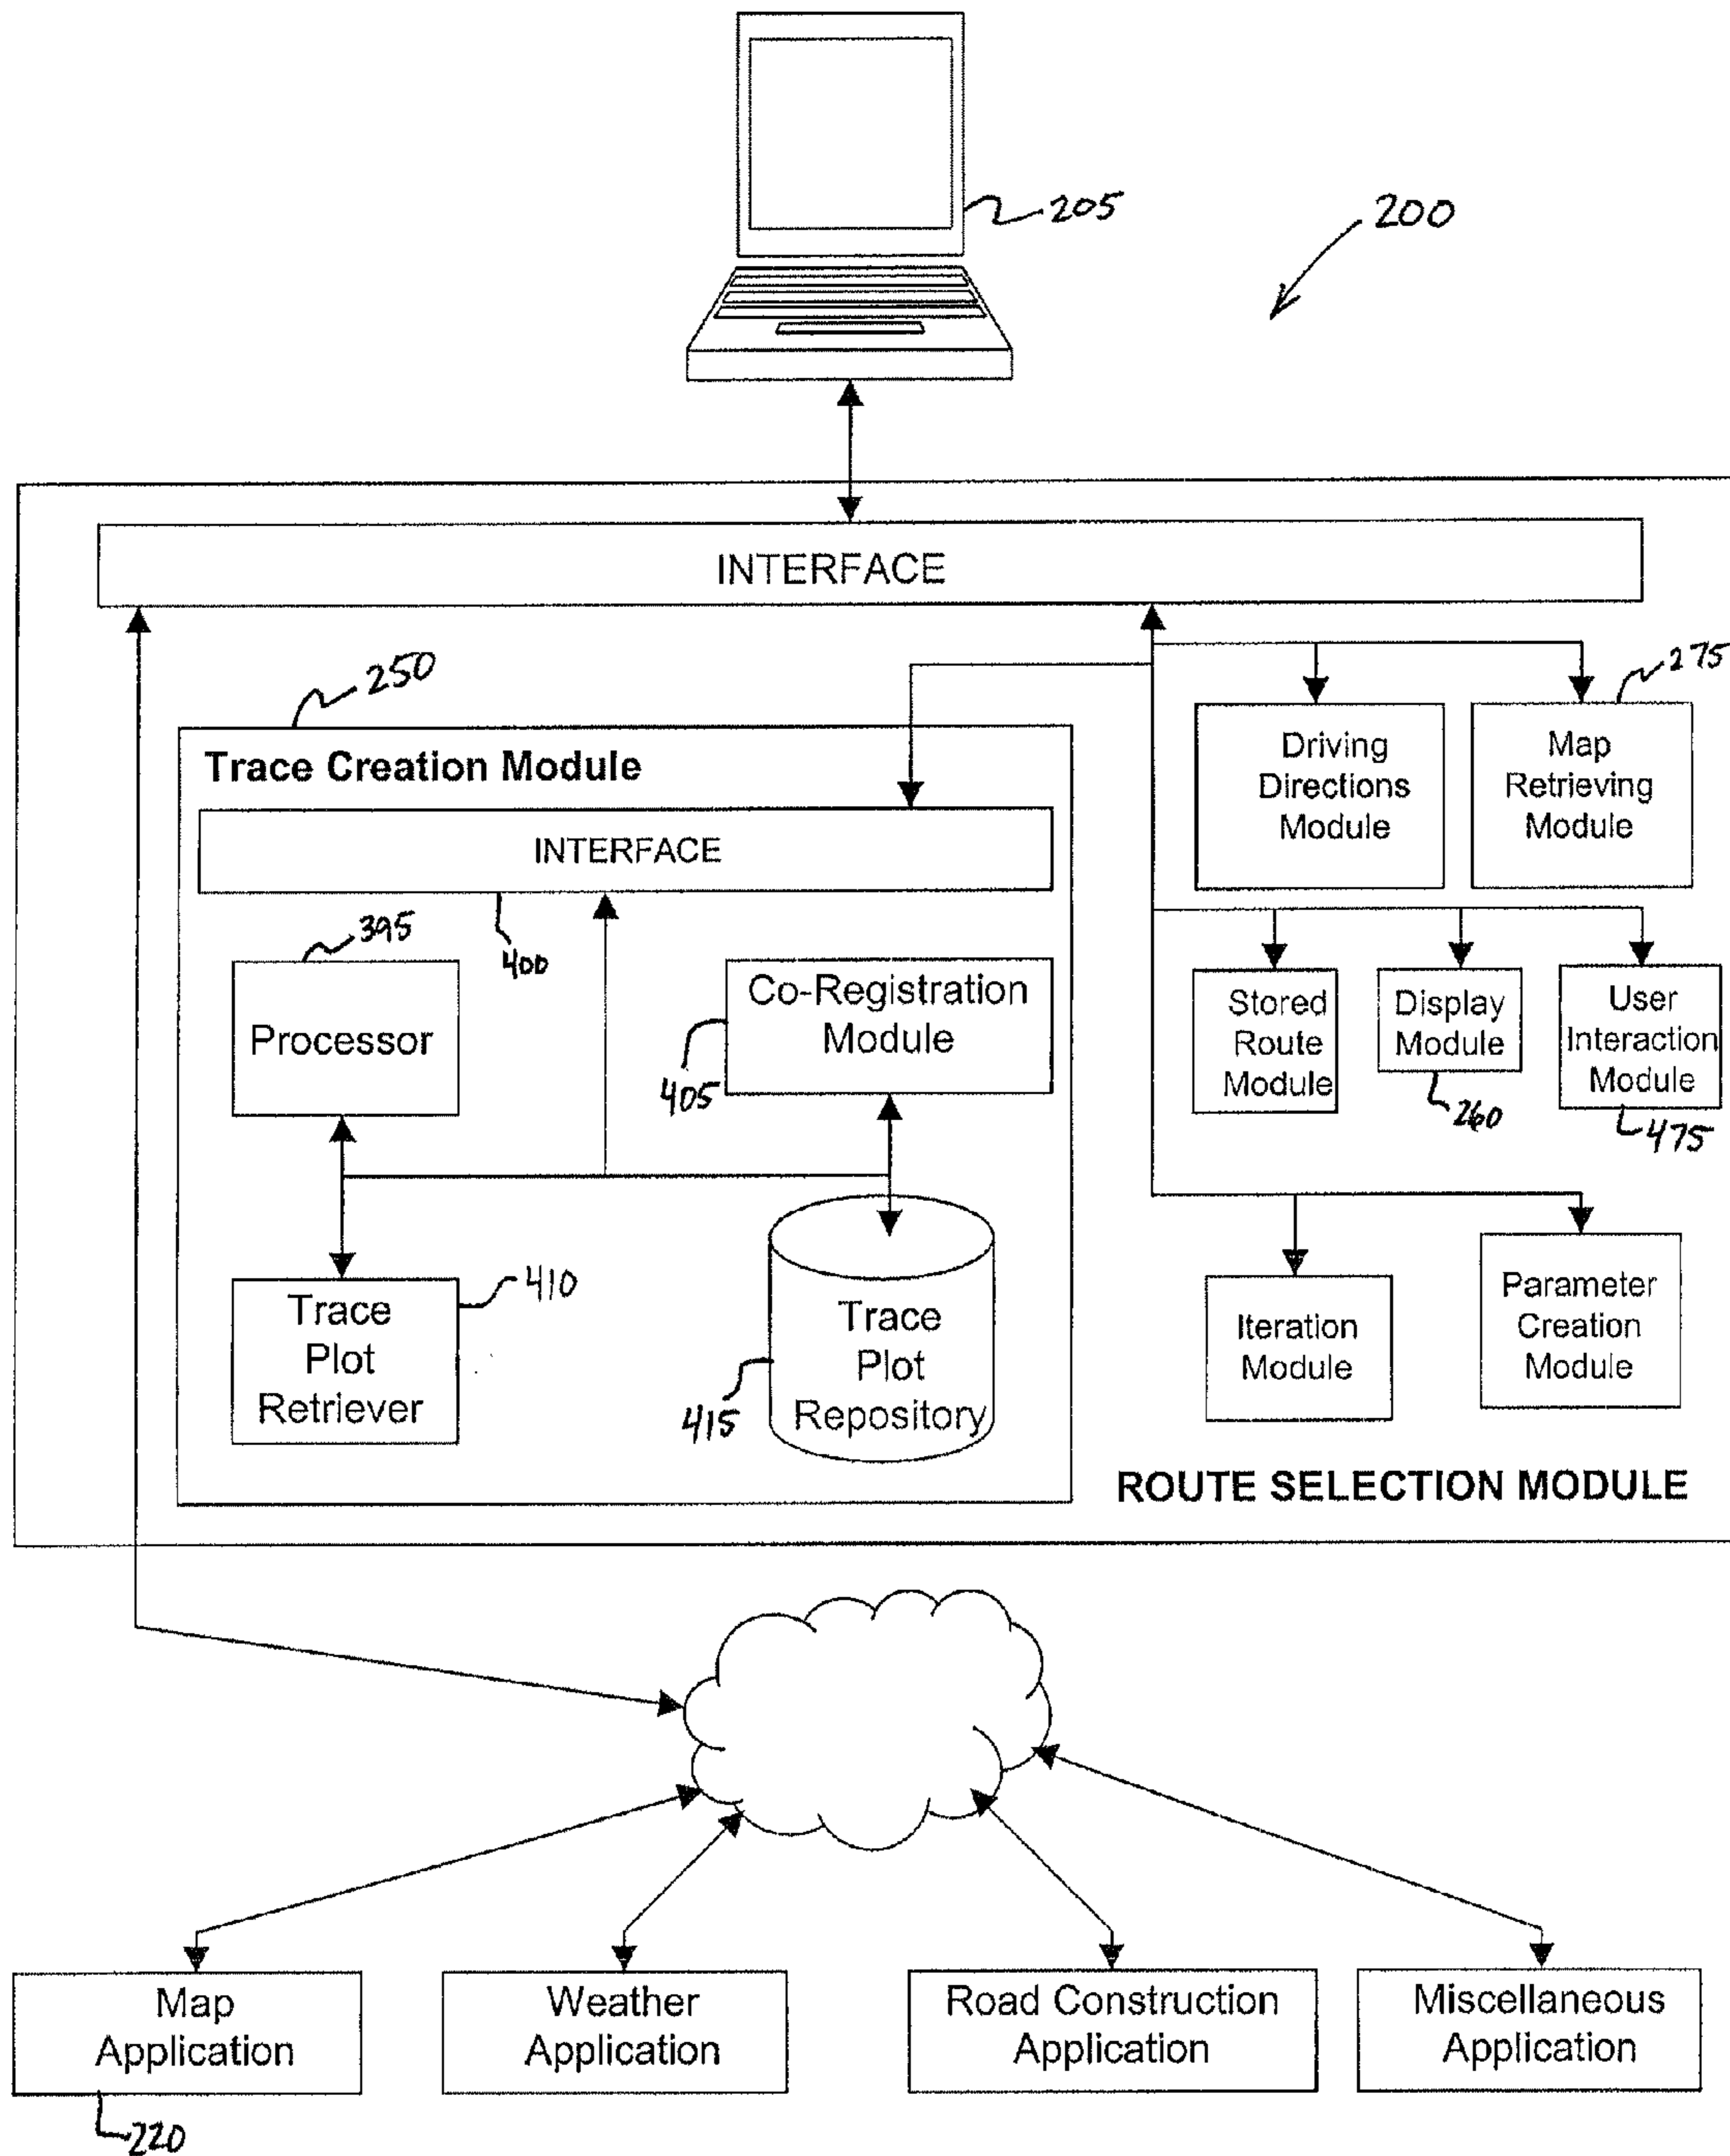 205
200
INTERFACE
250
275
Trace Creation Module
Driving
Directions
Module
Map
Retrieving
Module
INTERFACE
395
400
Processor
Co-Registration
Module
405
Stored
Route
Module
Display
Module
User
Interaction
Module
260
475
Trace
Plot
Retriever
410
Trace
Plot
Repository
415
Iteration
Module
Parameter
Creation
Module
ROUTE SELECTION MODULE
Map
Application
Weather
Application
Road Construction
Application
Miscellaneous
Application
220